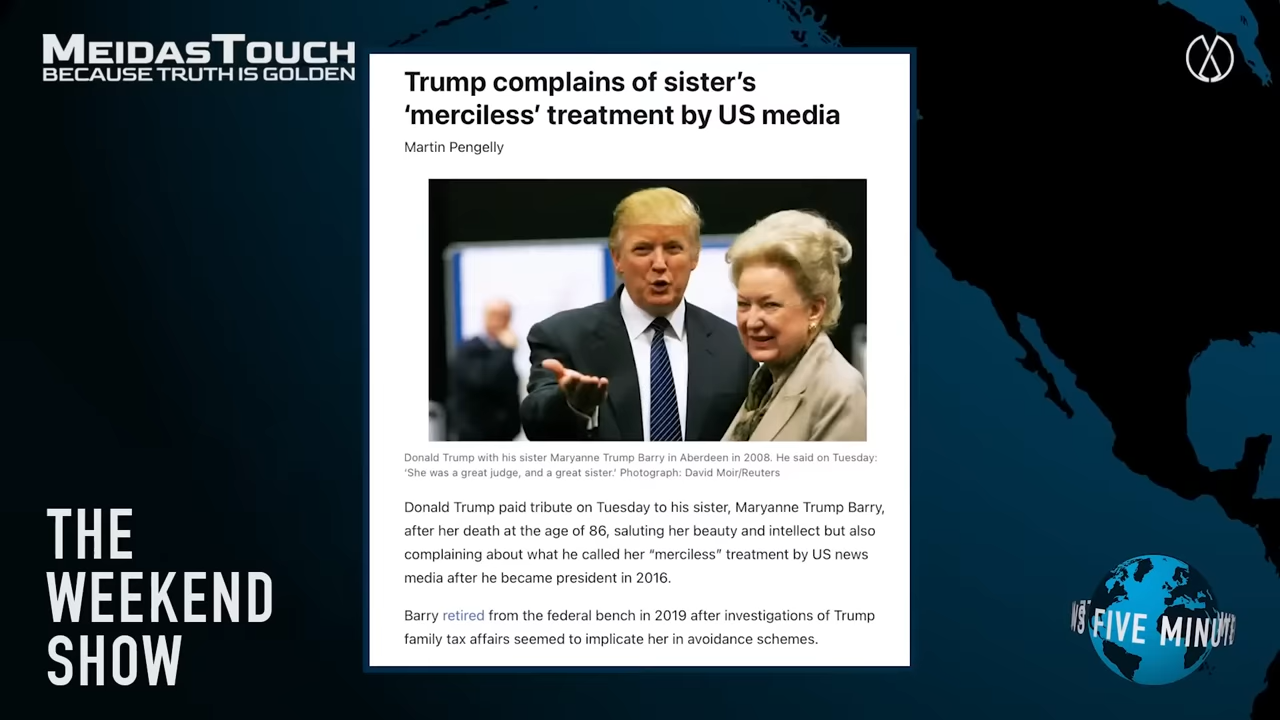 MEIDASTOUCH
BECAUSE TRUTH IS GOLDEN
Trump complains of sister’s
‘merciless’ treatment by US media
Martin Pengelly
Donald Trump with his sister Maryanne Trump Barry in Aberdeen in 2008. He said on Tuesday:
‘She was a great judge, and a great sister.’ Photograph: David Moir/Reuters
Donald Trump paid tribute on Tuesday to his sister, Maryanne Trump Barry,
after her death at the age of 86, saluting her beauty and intellect but also
complaining about what he called her “merciless” treatment by US news
media after he became president in 2016.
Barry retired from the federal bench in 2019 after investigations of Trump
family tax affairs seemed to implicate her in avoidance schemes.
THE
WEEKEND
SHOW
FIVE